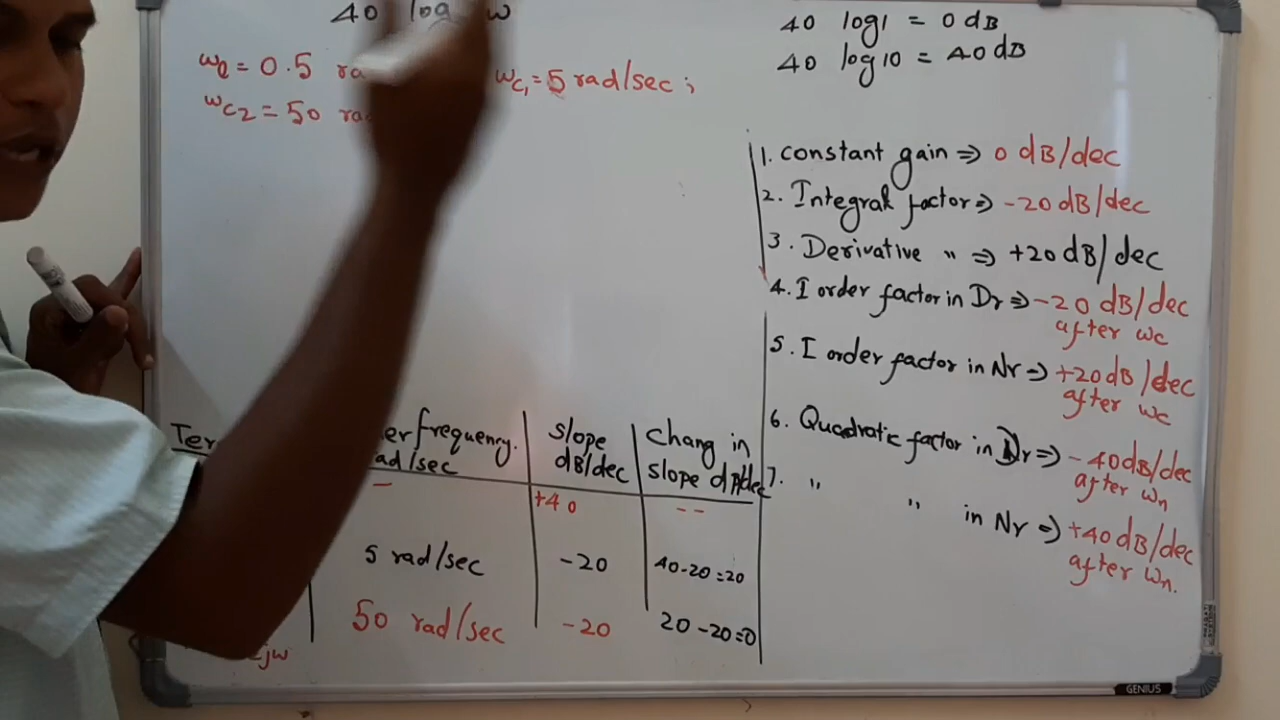 40 log w
40 log1 = 0 dB
40 log10 = 40 dB
ωl = 0.5 ra
ωc1 = 5 rad/sec ;
ωc2 = 50 ra
1. constant gain ⇒ 0 dB/dec
2. Integral factor ⇒ -20 dB/dec
3. Derivative " ⇒ +20 dB/dec
4. I order factor in Dr ⇒ -20 dB/dec
after ωc
5. I order factor in Nr ⇒ +20 dB/dec
after ωc
6. Quadratic factor in Dr ⇒ -40dB/dec
after ωn
7. " " in Nr ⇒ +40dB/dec
after ωn.
Ter er frequency. slope Chang in
ad/sec dB/dec slope dB/dec
- +40 --
5 rad/sec -20 40-20=20
50 rad/sec -20 20-20=0
jω
GENIUS